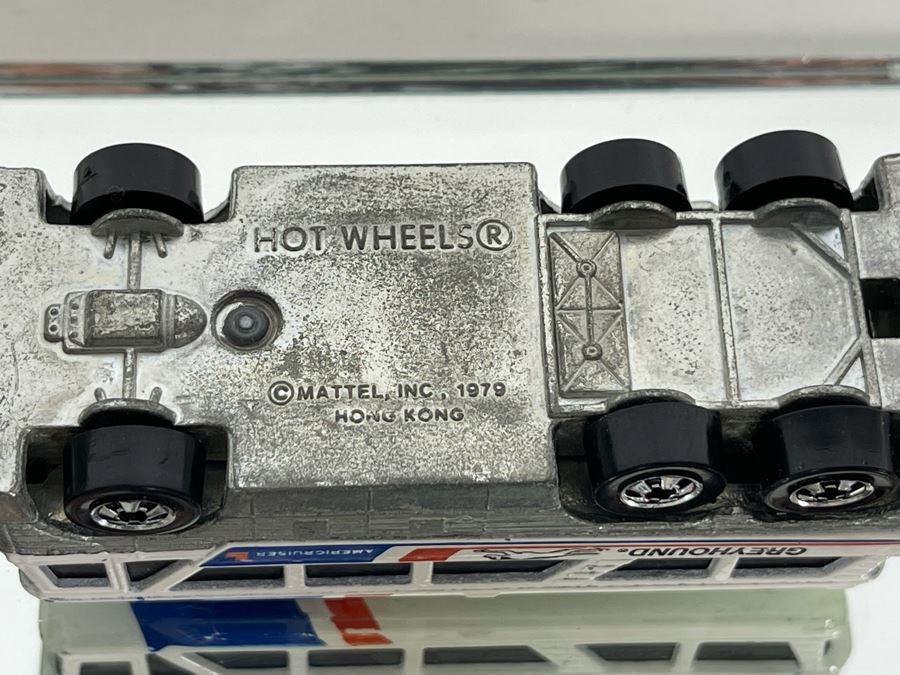 HOT WHEELS®
©MATTEL, INC., 1979
HONG KONG
GREYHOUND®
AMERICRUISER